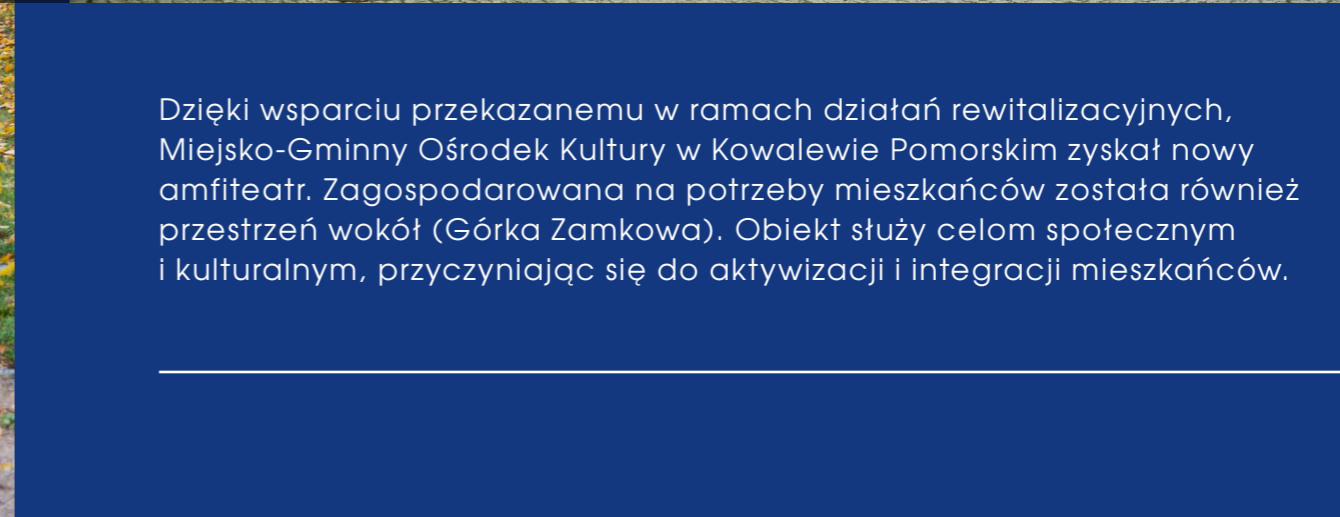 Dzięki wsparciu przekazanemu w ramach działań rewitalizacyjnych,
Miejsko-Gminny Ośrodek Kultury w Kowalewie Pomorskim zyskał nowy
amfiteatr. Zagospodarowana na potrzeby mieszkańców została również
przestrzeń wokół (Górka Zamkowa). Obiekt służy celom społecznym
i kulturalnym, przyczyniając się do aktywizacji i integracji mieszkańców.